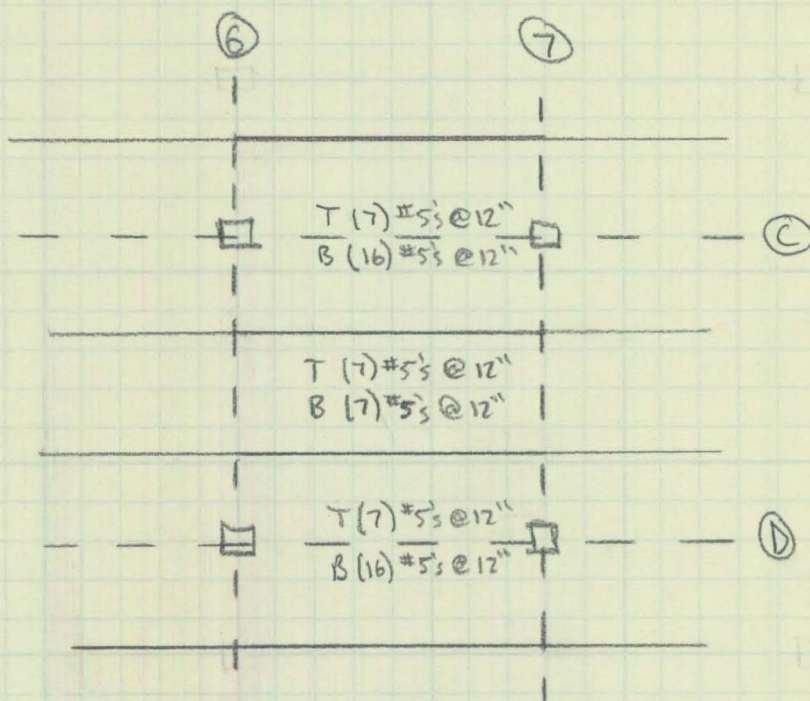 6 7
T (7) #5's @ 12"
B (16) #5's @ 12"
C
T (7) #5's @ 12"
B (7) #5's @ 12"
T (7) #5's @ 12"
B (16) #5's @ 12"
D